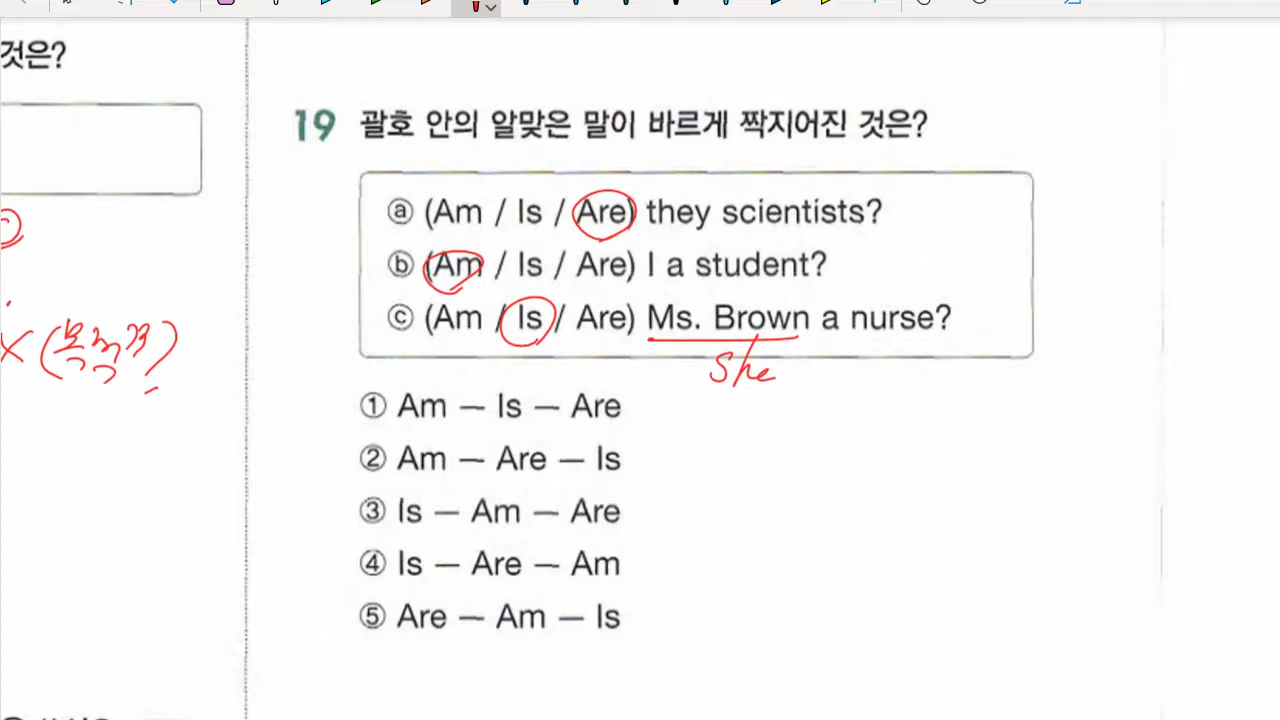 것은?
19 괄호 안의 알맞은 말이 바르게 짝지어진 것은?
ⓐ (Am / Is / Are) they scientists?
ⓑ (Am / Is / Are) I a student?
ⓒ (Am / Is / Are) Ms. Brown a nurse?
She
① Am — Is — Are
② Am — Are — Is
③ Is — Am — Are
④ Is — Are — Am
⑤ Are — Am — Is